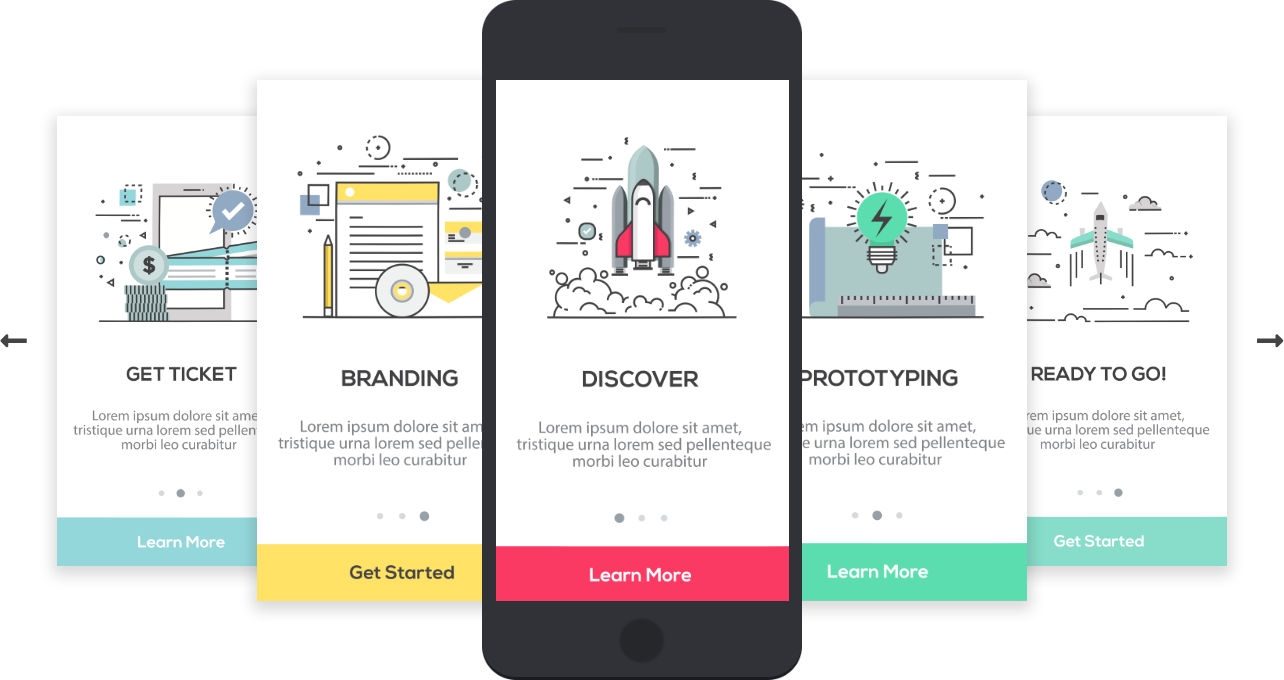 GET TICKET
Lorem ipsum dolore sit ame
tristique urna lorem sed pellen
morbi leo curabitur
Learn More
BRANDING
Lorem ipsum dolore sit am
tristique urna lorem sed pelle
morbi leo curabitur
Get Started
DISCOVER
Lorem ipsum dolore sit amet,
tristique urna lorem sed pellenteque
morbi leo curabitur
Learn More
PROTOTYPING
em ipsum dolore sit amet,
ue urna lorem sed pellenteque
morbi leo curabitur
Learn More
READY TO GO!
rem ipsum dolore sit amet,
ue urna lorem sed pellenteque
morbi leo curabitur
Get Started
$